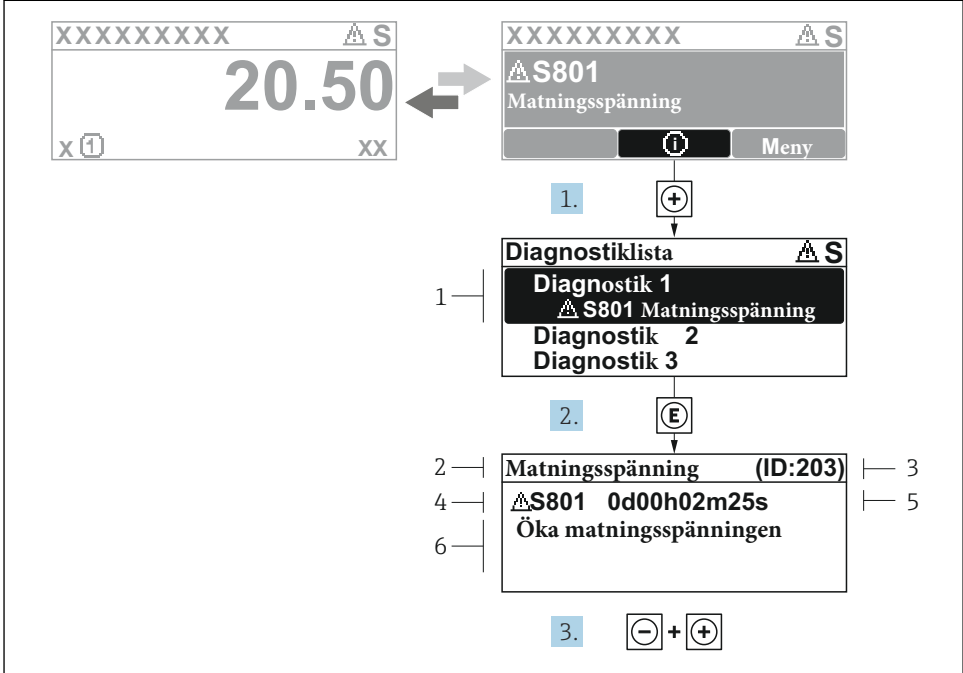 XXXXXXXXX ⚠S
20.50
x ① xx
XXXXXXXXX ⚠S
⚠S801
Matningsspänning
ⓘ Meny
1. +
Diagnostiklista ⚠S
1
Diagnostik 1
⚠S801 Matningsspänning
Diagnostik 2
Diagnostik 3
2. E
2 Matningsspänning (ID:203) 3
4 ⚠S801 0d00h02m25s 5
6 Öka matningsspänningen
3. - + +